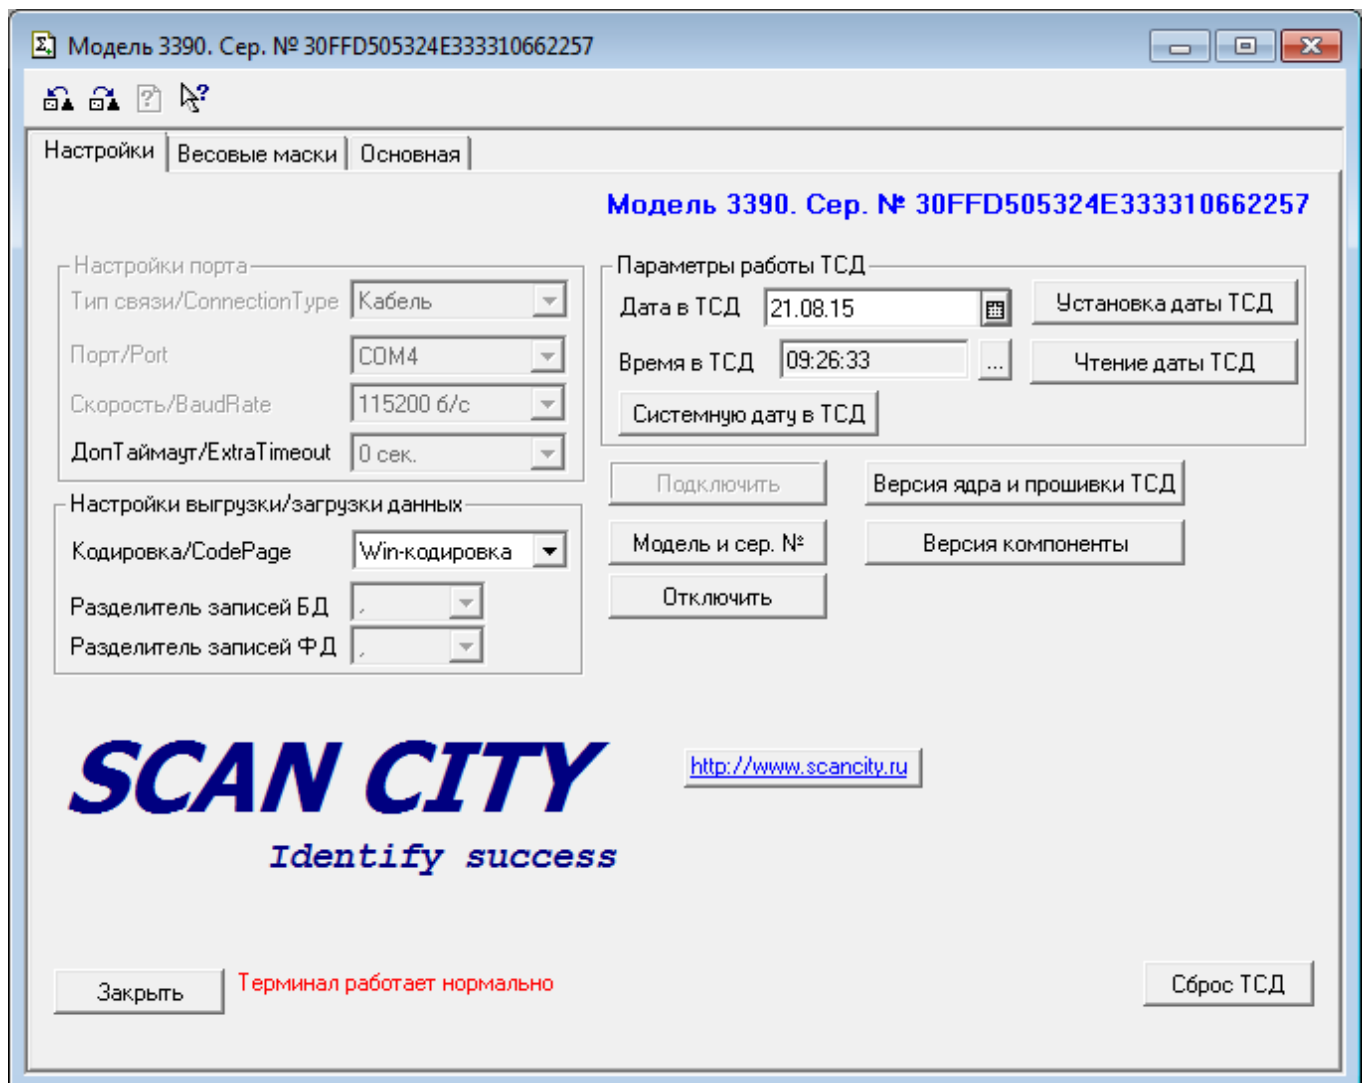 Модель 3390. Сер. № 30FFD505324E333310662257
Настройки Весовые маски Основная
Модель 3390. Сер. № 30FFD505324E333310662257
Настройки порта
Тип связи/ConnectionType Кабель
Порт/Port COM4
Скорость/BaudRate 115200 б/с
ДопТаймаут/ExtraTimeout 0 сек.
Параметры работы ТСД
Дата в ТСД 21.08.15 Установка даты ТСД
Время в ТСД 09:26:33 ... Чтение даты ТСД
Системную дату в ТСД
Настройки выгрузки/загрузки данных
Кодировка/CodePage Win-кодировка
Разделитель записей БД ,
Разделитель записей ФД ,
Подключить Версия ядра и прошивки ТСД
Модель и сер. № Версия компоненты
Отключить
SCAN CITY
Identify success
http://www.scancity.ru
Закрыть Терминал работает нормально Сброс ТСД